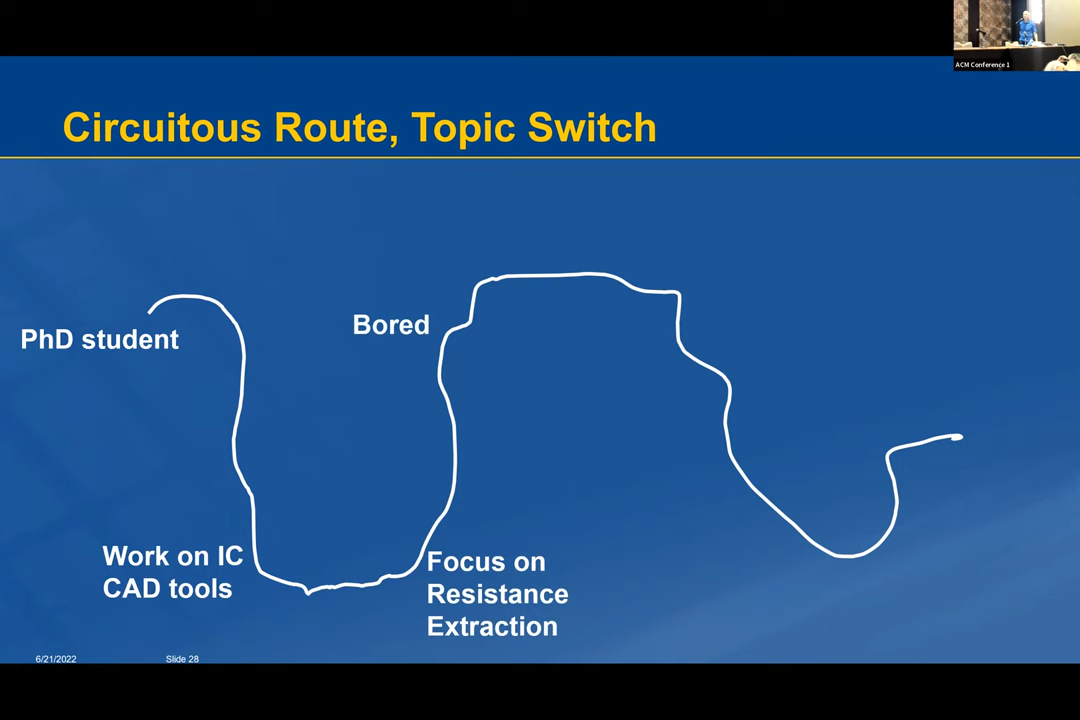 ACM Conference 1
Circuitous Route, Topic Switch
PhD student
Bored
Work on IC
CAD tools
Focus on
Resistance
Extraction
6/21/2022
Slide 28